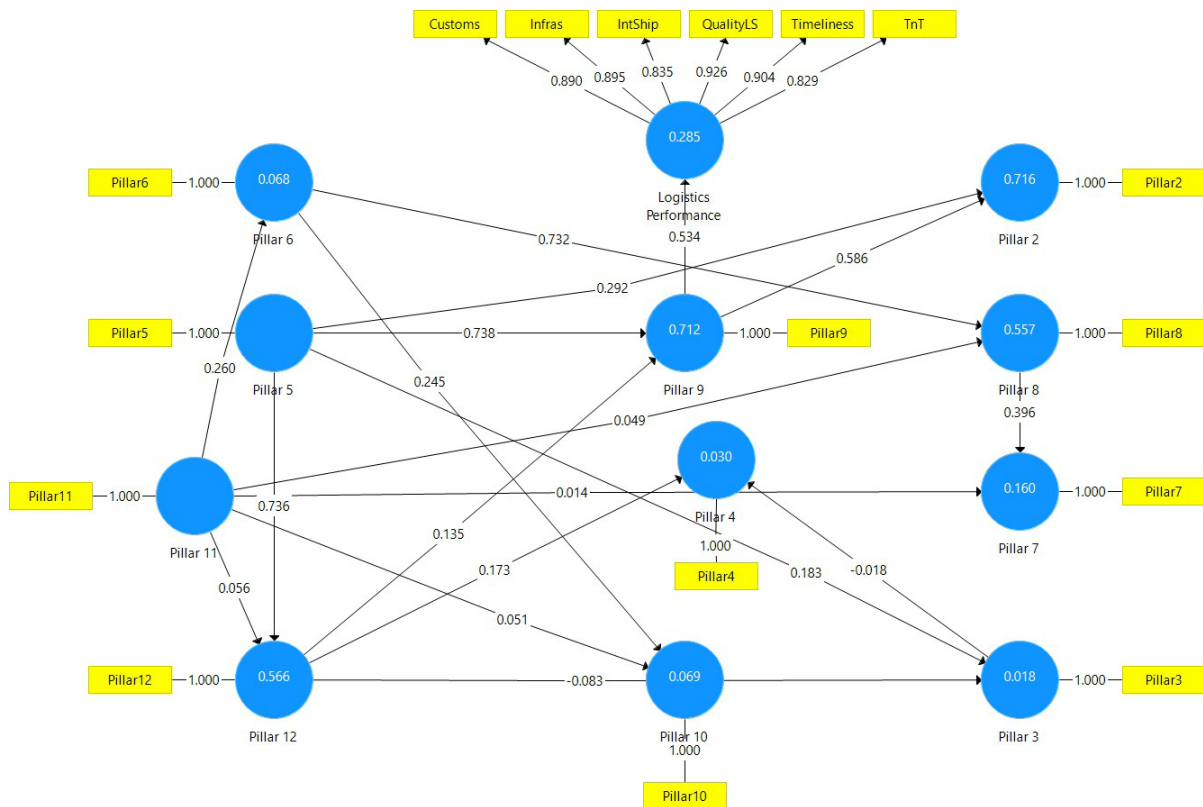 Customs
Infras
IntShip
QualityLS
Timeliness
TnT
0.890
0.895
0.835
0.926
0.904
0.829
0.285
Logistics
Performance
0.534
Pillar6
1.000
0.068
Pillar 6
0.716
1.000
Pillar2
Pillar 2
0.732
0.586
0.292
Pillar5
1.000
Pillar 5
0.738
0.712
1.000
Pillar9
Pillar 9
0.557
1.000
Pillar8
Pillar 8
0.260
0.245
0.049
0.396
0.030
Pillar 4
1.000
Pillar4
Pillar11
1.000
Pillar 11
0.736
0.014
0.160
1.000
Pillar7
Pillar 7
0.135
0.173
0.183
-0.018
0.056
0.051
Pillar12
1.000
0.566
Pillar 12
-0.083
0.069
Pillar 10
1.000
Pillar10
0.018
1.000
Pillar3
Pillar 3